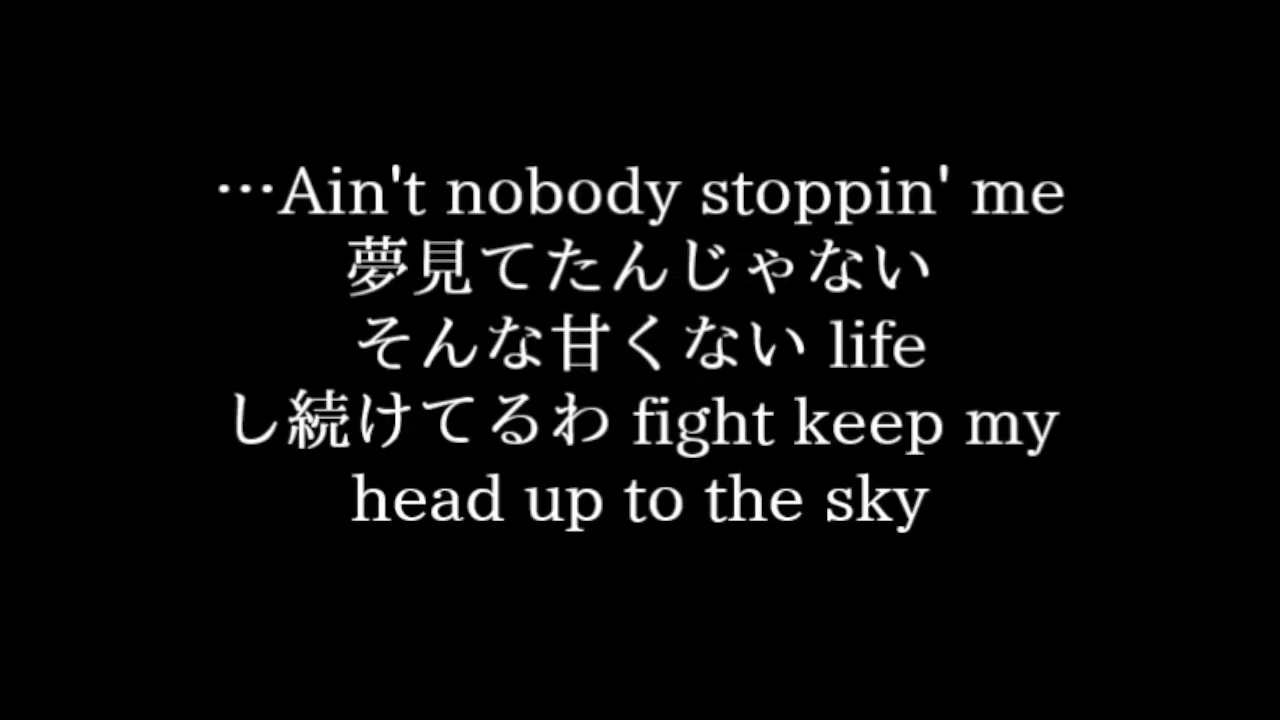 …Ain't nobody stoppin' me
夢見てたんじゃない
そんな甘くない life
し続けてるわ fight keep my
head up to the sky